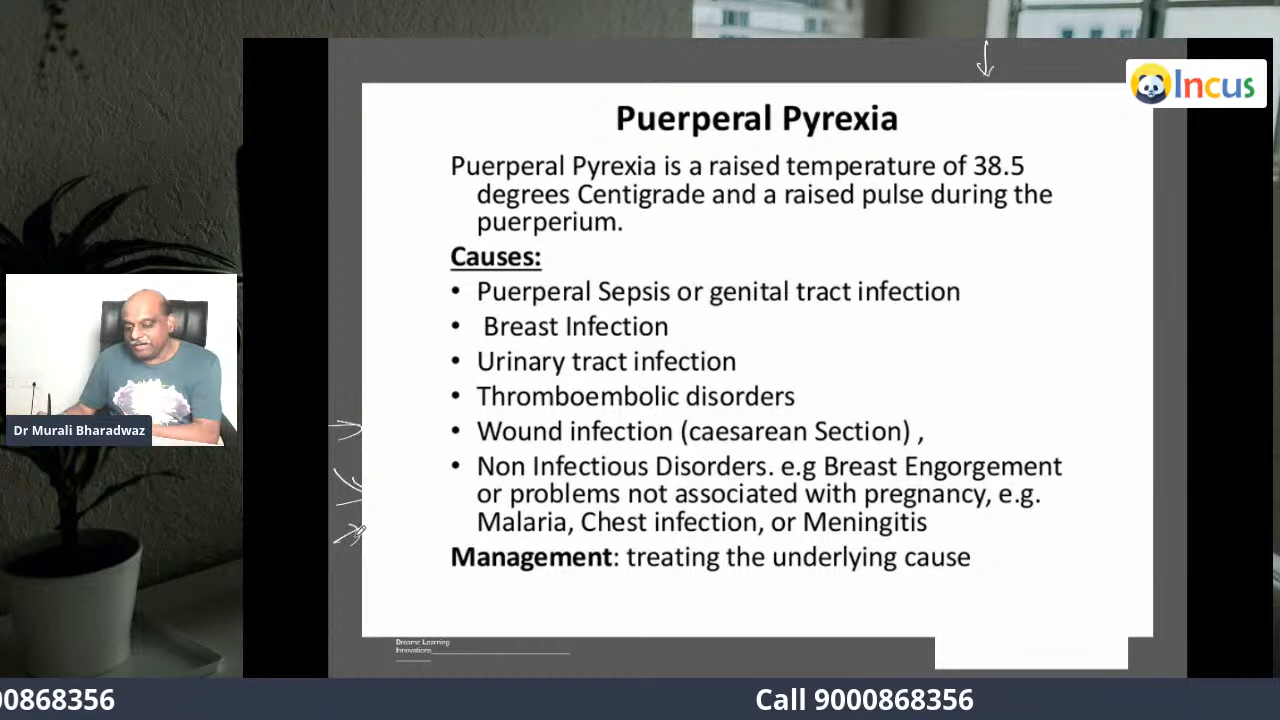 Incus
Puerperal Pyrexia
Puerperal Pyrexia is a raised temperature of 38.5
degrees Centigrade and a raised pulse during the
puerperium.
Causes:
• Puerperal Sepsis or genital tract infection
• Breast Infection
• Urinary tract infection
• Thromboembolic disorders
• Wound infection (caesarean Section) ,
• Non Infectious Disorders. e.g Breast Engorgement
or problems not associated with pregnancy, e.g.
Malaria, Chest infection, or Meningitis
Management: treating the underlying cause
Dr Murali Bharadwaz
Learning
Innovations
00868356
Call 9000868356